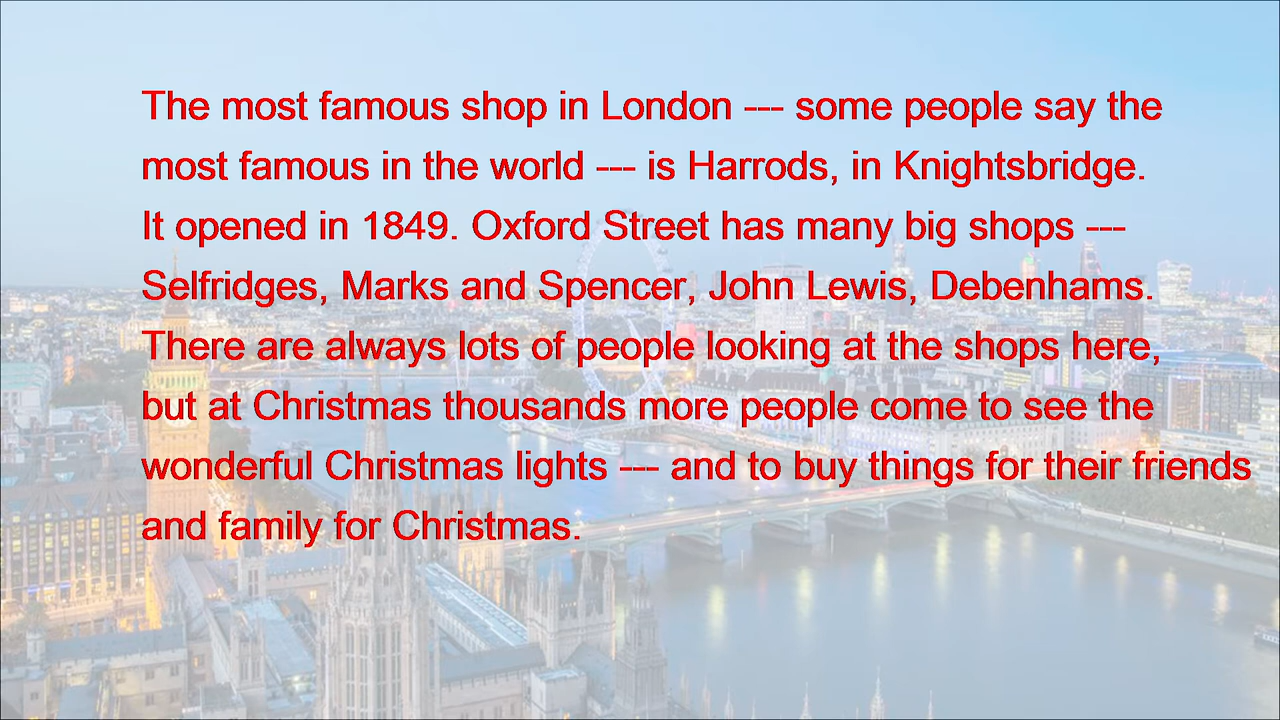 The most famous shop in London --- some people say the
most famous in the world --- is Harrods, in Knightsbridge.
It opened in 1849. Oxford Street has many big shops ---
Selfridges, Marks and Spencer, John Lewis, Debenhams.
There are always lots of people looking at the shops here,
but at Christmas thousands more people come to see the
wonderful Christmas lights --- and to buy things for their friends
and family for Christmas.